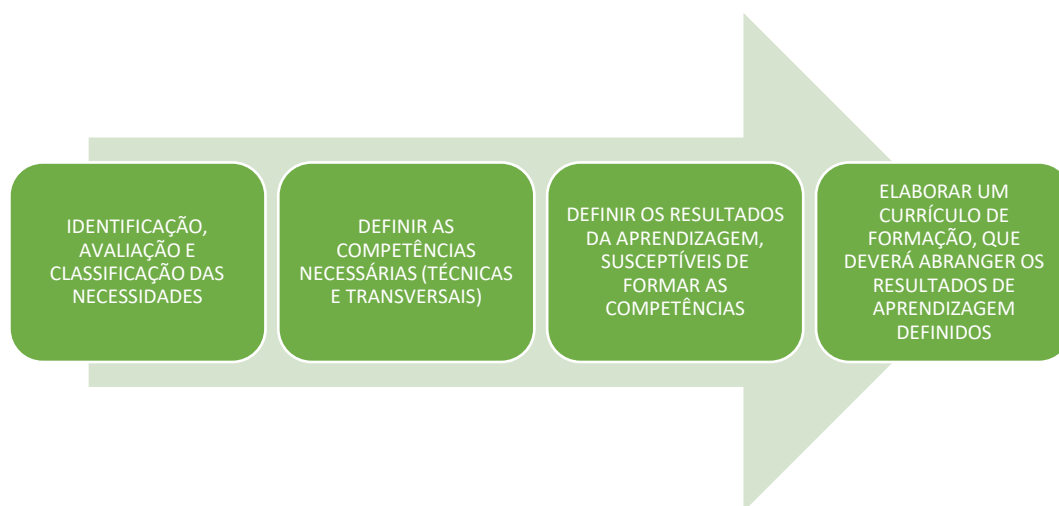 IDENTIFICAÇÃO,
AVALIAÇÃO E
CLASSIFICAÇÃO DAS
NECESSIDADES
DEFINIR AS
COMPETÊNCIAS
NECESSÁRIAS (TÉCNICAS
E TRANSVERSAIS)
DEFINIR OS RESULTADOS
DA APRENDIZAGEM,
SUSCEPTÍVEIS DE
FORMAR AS
COMPETÊNCIAS
ELABORAR UM
CURRÍCULO DE
FORMAÇÃO, QUE
DEVERÁ ABRANGER OS
RESULTADOS DE
APRENDIZAGEM
DEFINIDOS